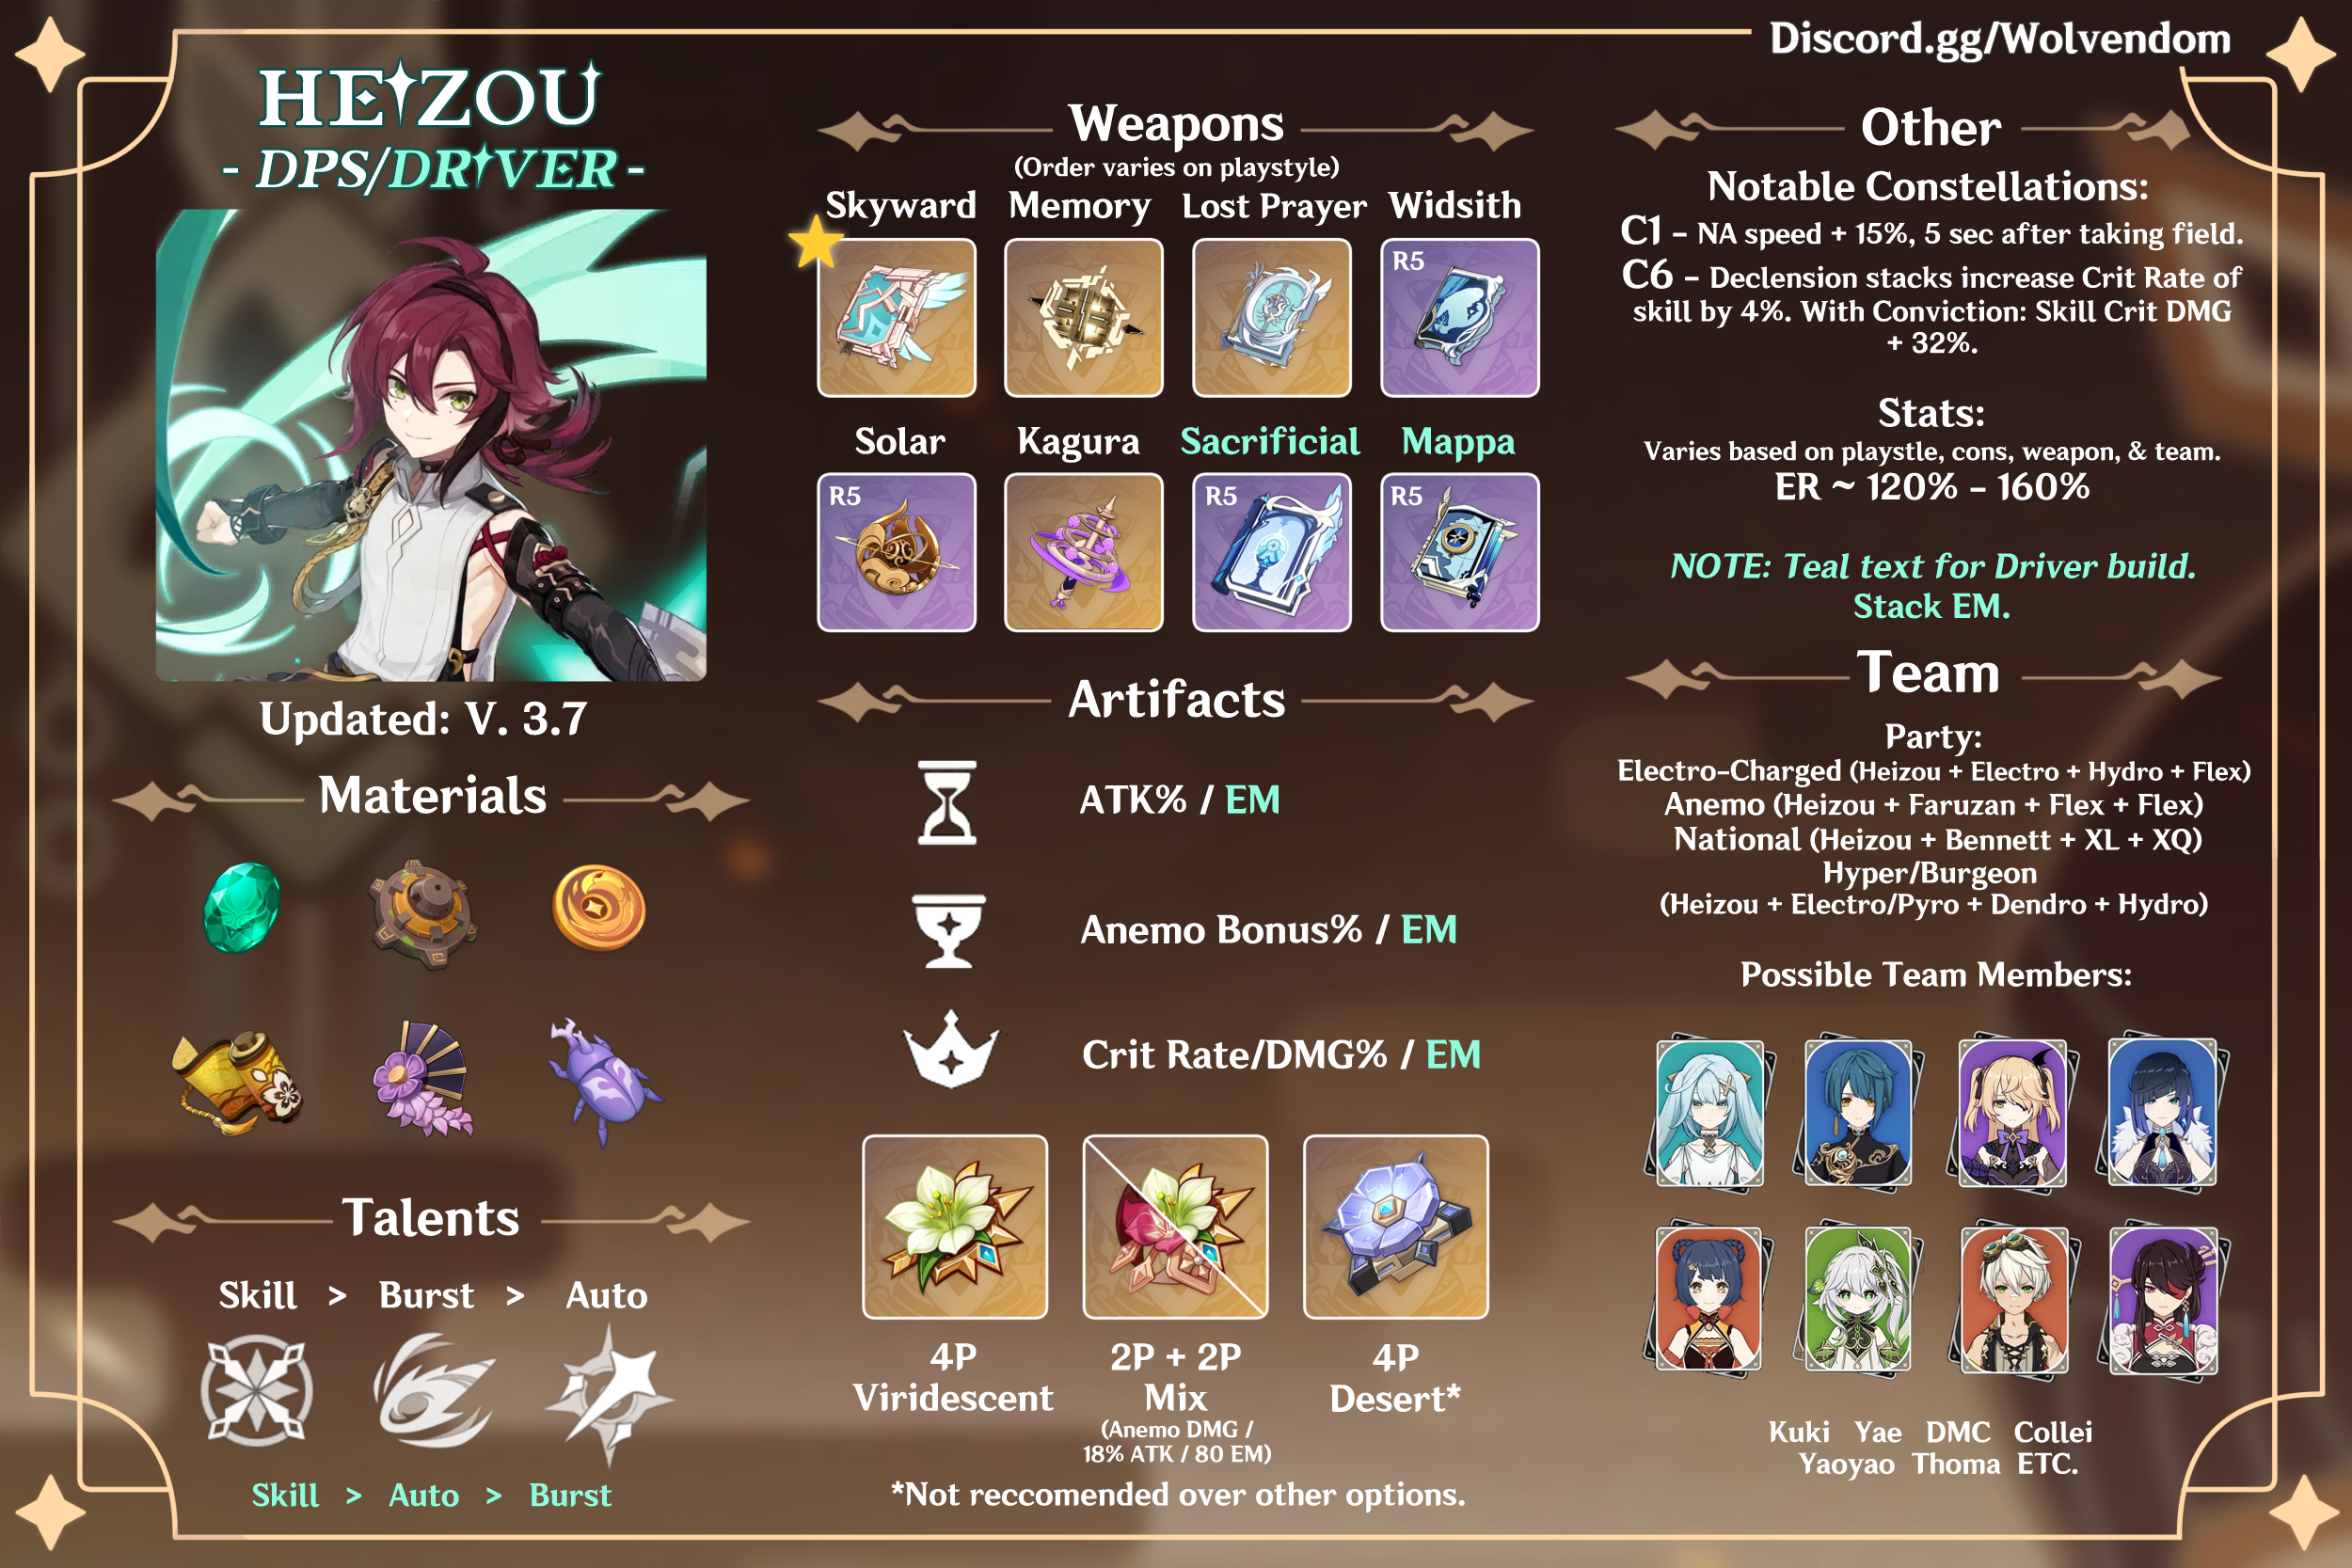 Discord.gg/Wolvendom
HEIZOU
- DPS/DRIVER -
Updated: V. 3.7
Materials
Talents
Skill > Burst > Auto
Skill > Auto > Burst
Weapons
(Order varies on playstyle)
Skyward Memory Lost Prayer Widsith
R5
Solar Kagura Sacrificial Mappa
R5 R5 R5
Artifacts
ATK% / EM
Anemo Bonus% / EM
Crit Rate/DMG% / EM
4P
Viridescent
2P + 2P
Mix
(Anemo DMG /
18% ATK / 80 EM)
4P
Desert*
*Not reccomended over other options.
Other
Notable Constellations:
C1 - NA speed + 15%, 5 sec after taking field.
C6 - Declension stacks increase Crit Rate of
skill by 4%. With Conviction: Skill Crit DMG
+ 32%.
Stats:
Varies based on playstle, cons, weapon, & team.
ER ~ 120% - 160%
NOTE: Teal text for Driver build.
Stack EM.
Team
Party:
Electro-Charged (Heizou + Electro + Hydro + Flex)
Anemo (Heizou + Faruzan + Flex + Flex)
National (Heizou + Bennett + XL + XQ)
Hyper/Burgeon
(Heizou + Electro/Pyro + Dendro + Hydro)
Possible Team Members:
Kuki Yae DMC Collei
Yaoyao Thoma ETC.